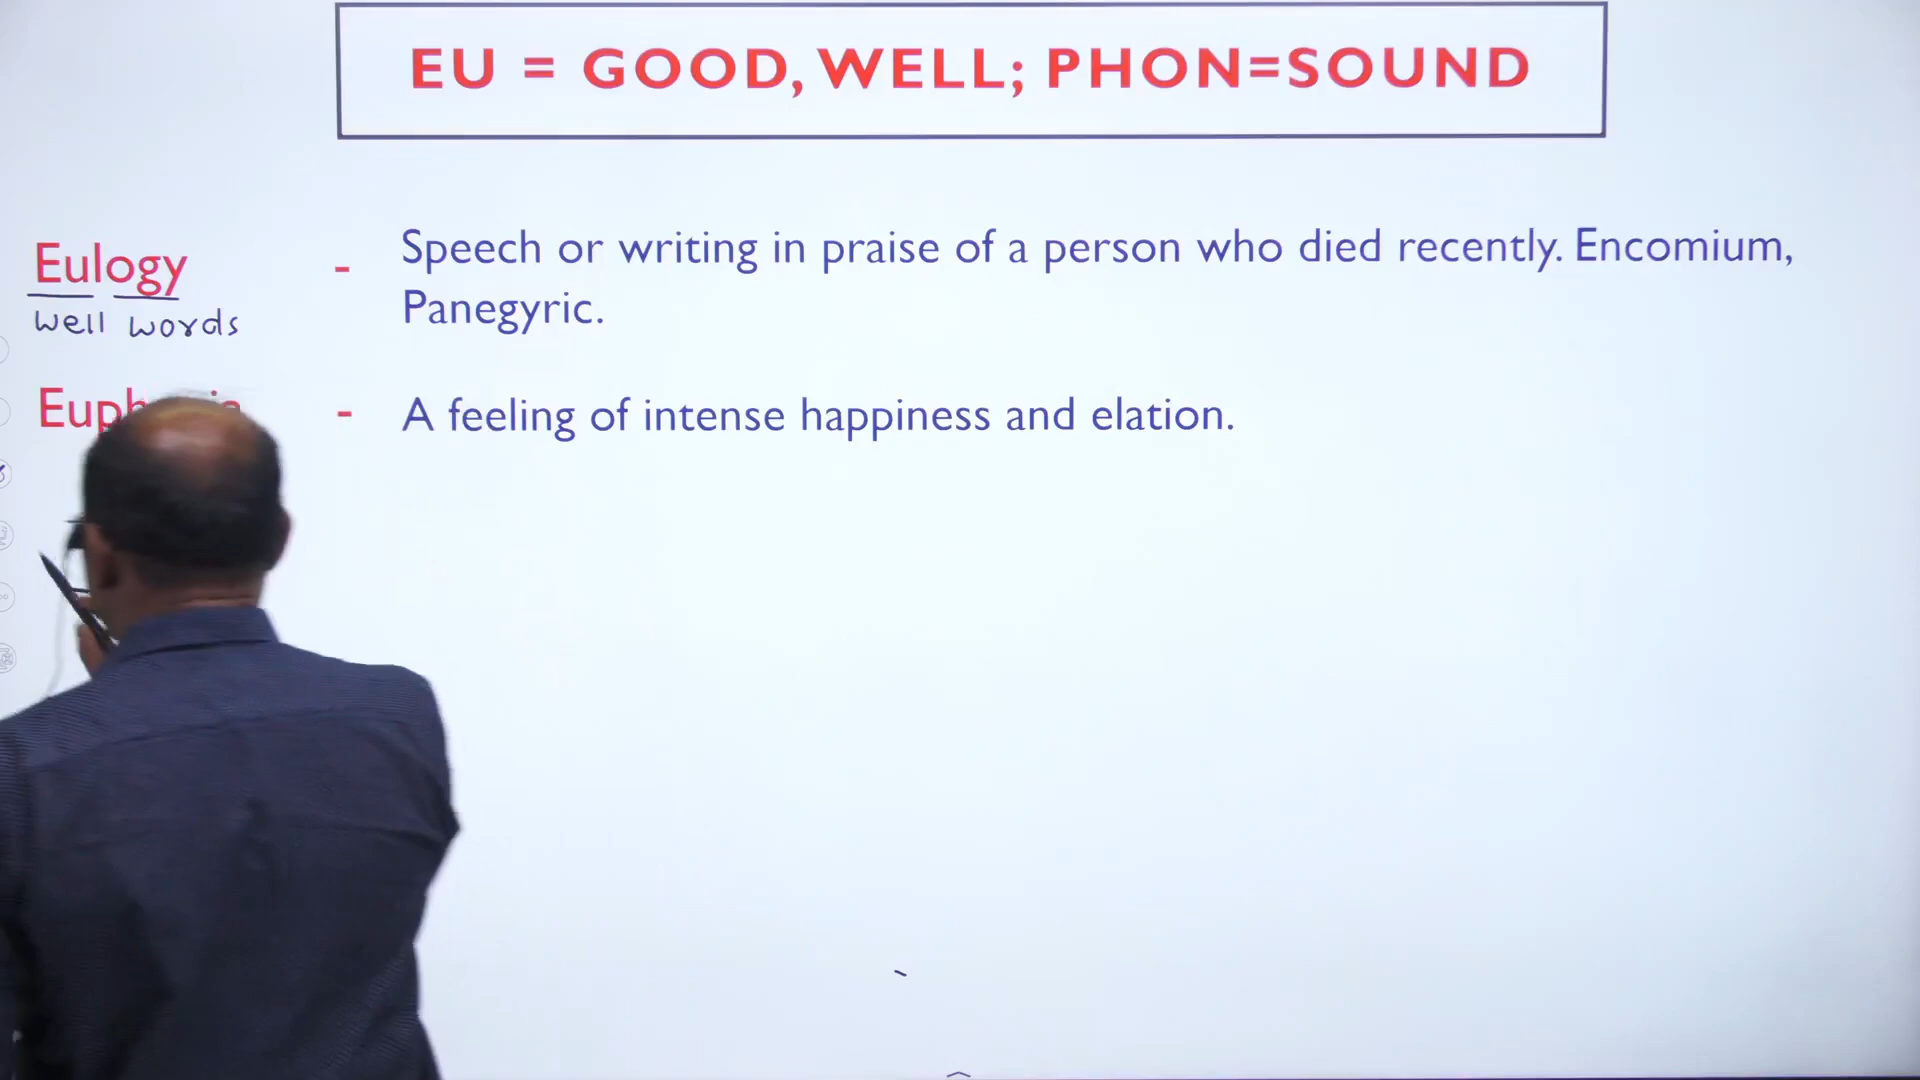 EU = GOOD, WELL; PHON=SOUND
Eulogy - Speech or writing in praise of a person who died recently. Encomium,
Panegyric.
well words
- A feeling of intense happiness and elation.